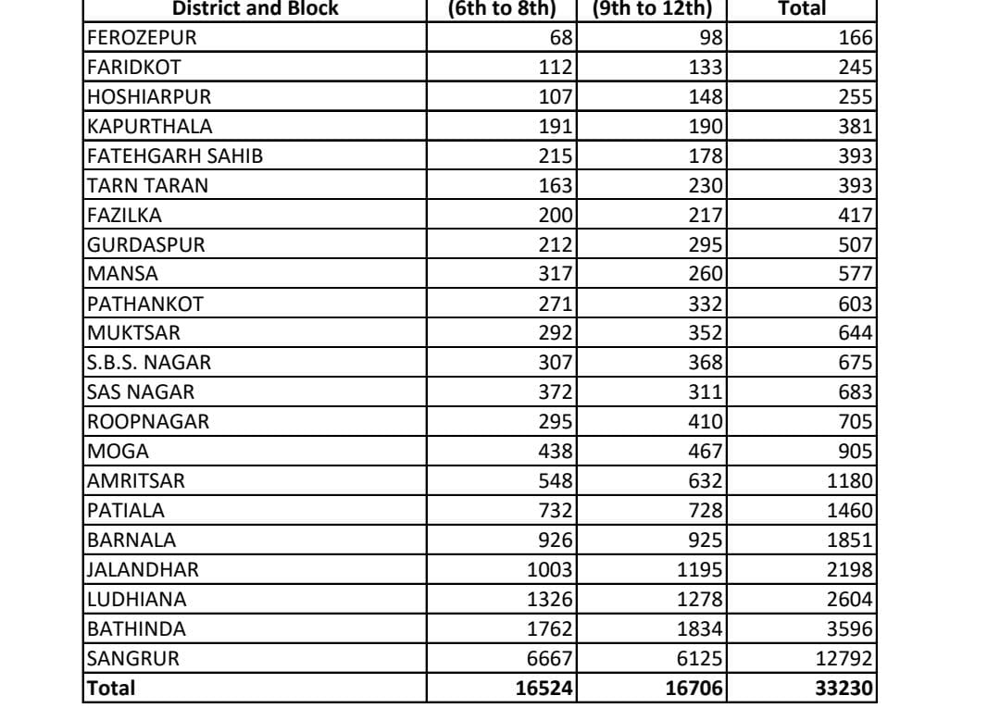 District and Block (6th to 8th) (9th to 12th) Total
FEROZEPUR 68 98 166
FARIDKOT 112 133 245
HOSHIARPUR 107 148 255
KAPURTHALA 191 190 381
FATEHGARH SAHIB 215 178 393
TARN TARAN 163 230 393
FAZILKA 200 217 417
GURDASPUR 212 295 507
MANSA 317 260 577
PATHANKOT 271 332 603
MUKTSAR 292 352 644
S.B.S. NAGAR 307 368 675
SAS NAGAR 372 311 683
ROOPNAGAR 295 410 705
MOGA 438 467 905
AMRITSAR 548 632 1180
PATIALA 732 728 1460
BARNALA 926 925 1851
JALANDHAR 1003 1195 2198
LUDHIANA 1326 1278 2604
BATHINDA 1762 1834 3596
SANGRUR 6667 6125 12792
Total 16524 16706 33230